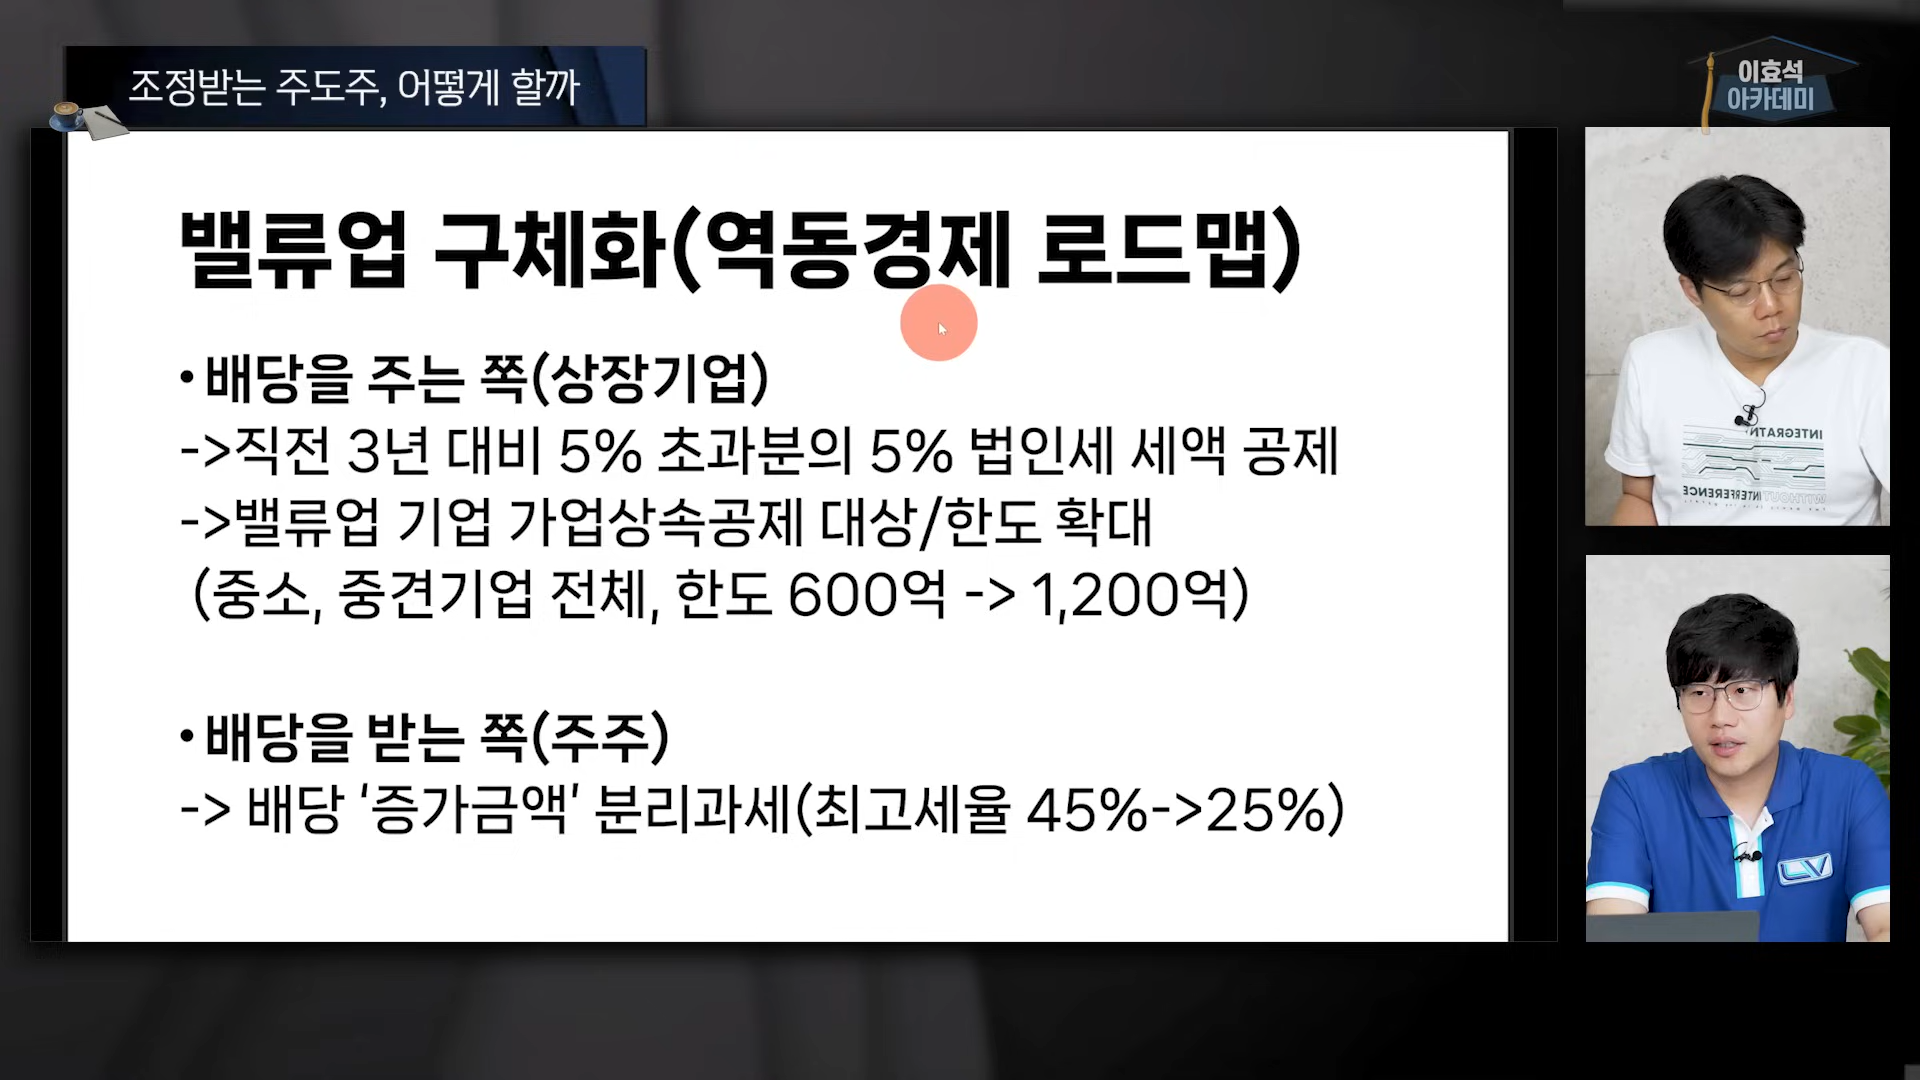 조정받는 주도주, 어떻게 할까
이효석
아카데미
밸류업 구체화(역동경제 로드맵)
•배당을 주는 쪽(상장기업)
->직전 3년 대비 5% 초과분의 5% 법인세 세액 공제
->밸류업 기업 가업상속공제 대상/한도 확대
(중소, 중견기업 전체, 한도 600억 -> 1,200억)
•배당을 받는 쪽(주주)
-> 배당 ‘증가금액’ 분리과세(최고세율 45%->25%)